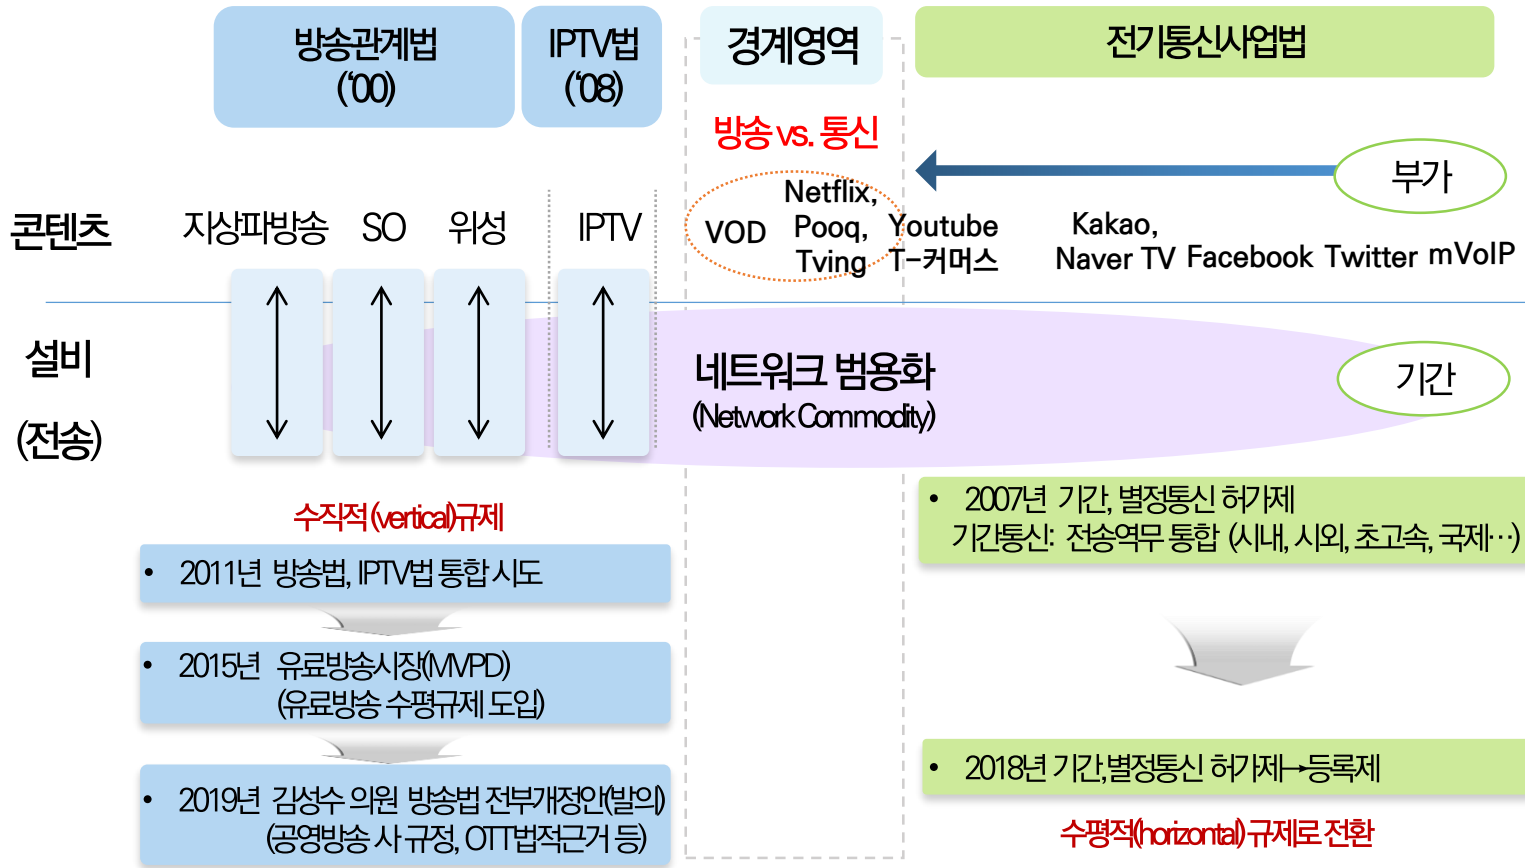 방송관계법
(‘00)
IPTV법
(‘08)
경계영역
전기통신사업법
방송 vs. 통신
부가
콘텐츠
지상파방송
SO
위성
IPTV
VOD
Netflix,
Pooq,
Tving
Youtube
T-커머스
Kakao,
Naver TV
Facebook
Twitter
mVoIP
설비
(전송)
네트워크 범용화
(Network Commodity)
기간
수직적 (vertical)규제
• 2011년 방송법, IPTV법 통합 시도
• 2015년 유료방송시장(MVPD)
(유료방송 수평규제 도입)
• 2019년 김성수 의원 방송법 전부개정안(발의)
(공영방송 사 규정, OTT법적근거 등)
• 2007년 기간, 별정통신 허가제
기간통신: 전송역무 통합 (시내, 시외, 초고속, 국제…)
• 2018년 기간,별정통신 허가제→등록제
수평적(horizontal) 규제로 전환